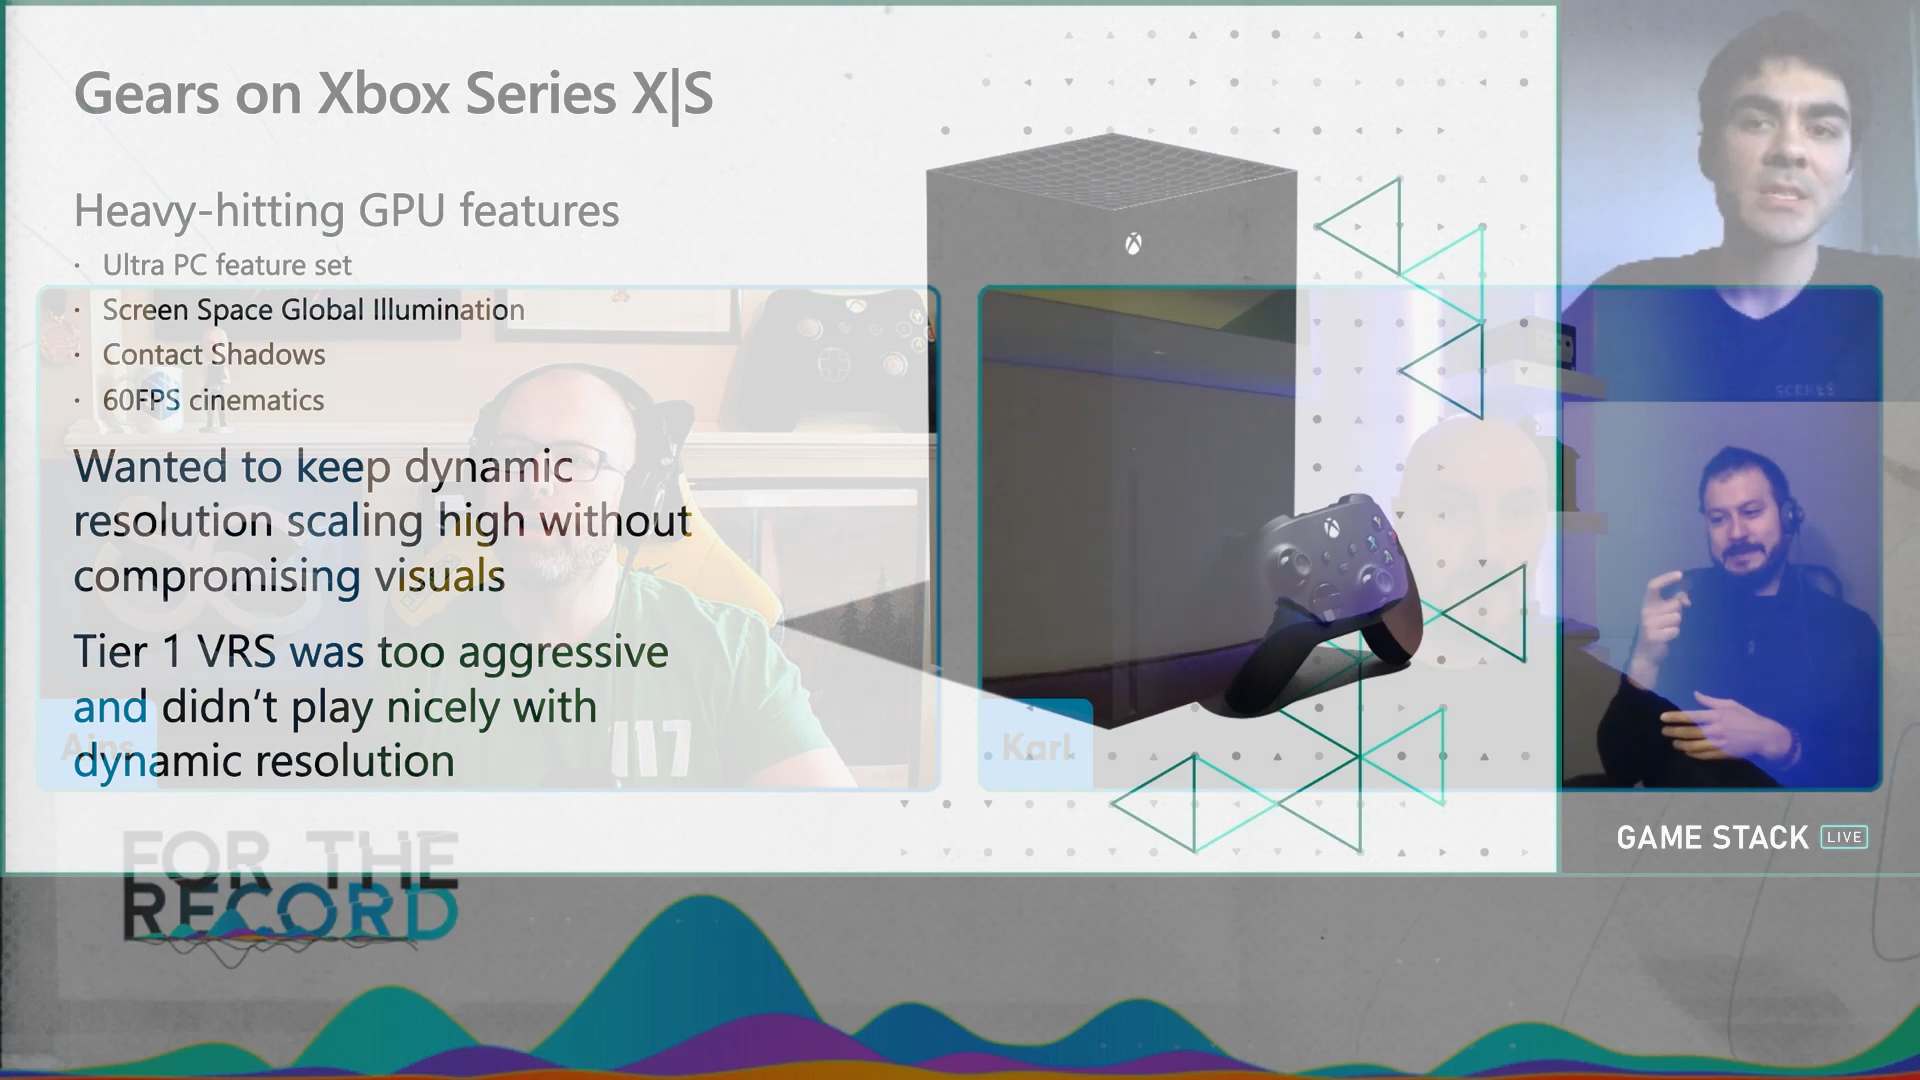 Gears on Xbox Series X|S
Heavy-hitting GPU features
· Ultra PC feature set
· Screen Space Global Illumination
· Contact Shadows
· 60FPS cinematics
Wanted to keep dynamic
resolution scaling high without
compromising visuals
Tier 1 VRS was too aggressive
and didn't play nicely with
dynamic resolution
117
Ains
Karl
GAME STACK LIVE
FOR THE
RECORD